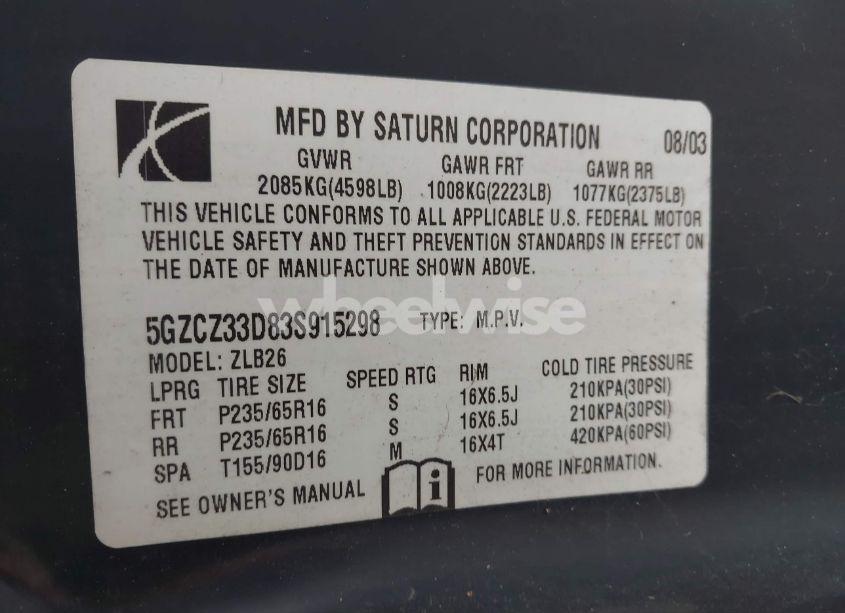 MFD BY SATURN CORPORATION 08/03
GVWR GAWR FRT GAWR RR
2085KG(4598LB) 1008KG(2223LB) 1077KG(2375LB)
THIS VEHICLE CONFORMS TO ALL APPLICABLE U.S. FEDERAL MOTOR
VEHICLE SAFETY AND THEFT PREVENTION STANDARDS IN EFFECT ON
THE DATE OF MANUFACTURE SHOWN ABOVE.
wheelwise
5GZCZ33D83S915298 TYPE: M.P.V.
MODEL: ZLB26
LPRG TIRE SIZE SPEED RTG RIM COLD TIRE PRESSURE
FRT P235/65R16 S 16X6.5J 210KPA(30PSI)
RR P235/65R16 S 16X6.5J 210KPA(30PSI)
SPA T155/90D16 M 16X4T 420KPA(60PSI)
SEE OWNER'S MANUAL i FOR MORE INFORMATION.